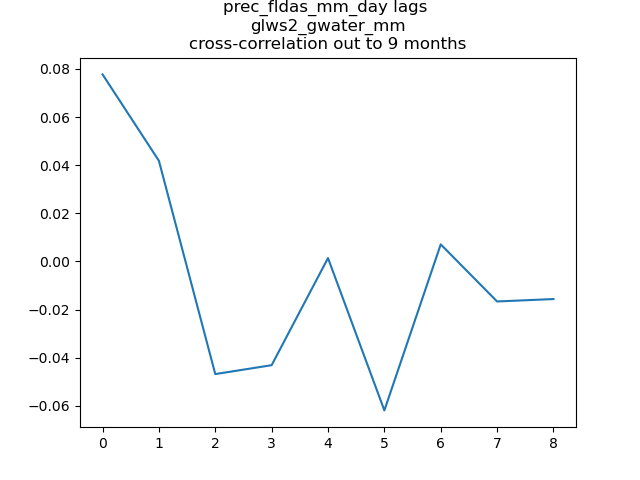 prec_fldas_mm_day lags
glws2_gwater_mm
cross-correlation out to 9 months
0.08
0.06
0.04
0.02
0.00
−0.02
−0.04
−0.06
0 1 2 3 4 5 6 7 8